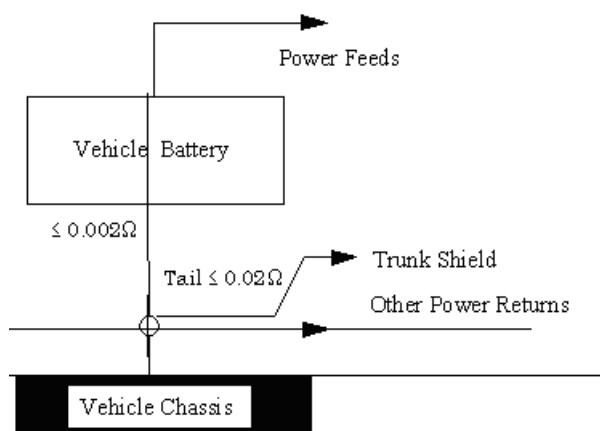 Power Feeds
Vehicle Battery
≤ 0.002Ω
Tail ≤ 0.02Ω
Trunk Shield
Other Power Returns
Vehicle Chassis